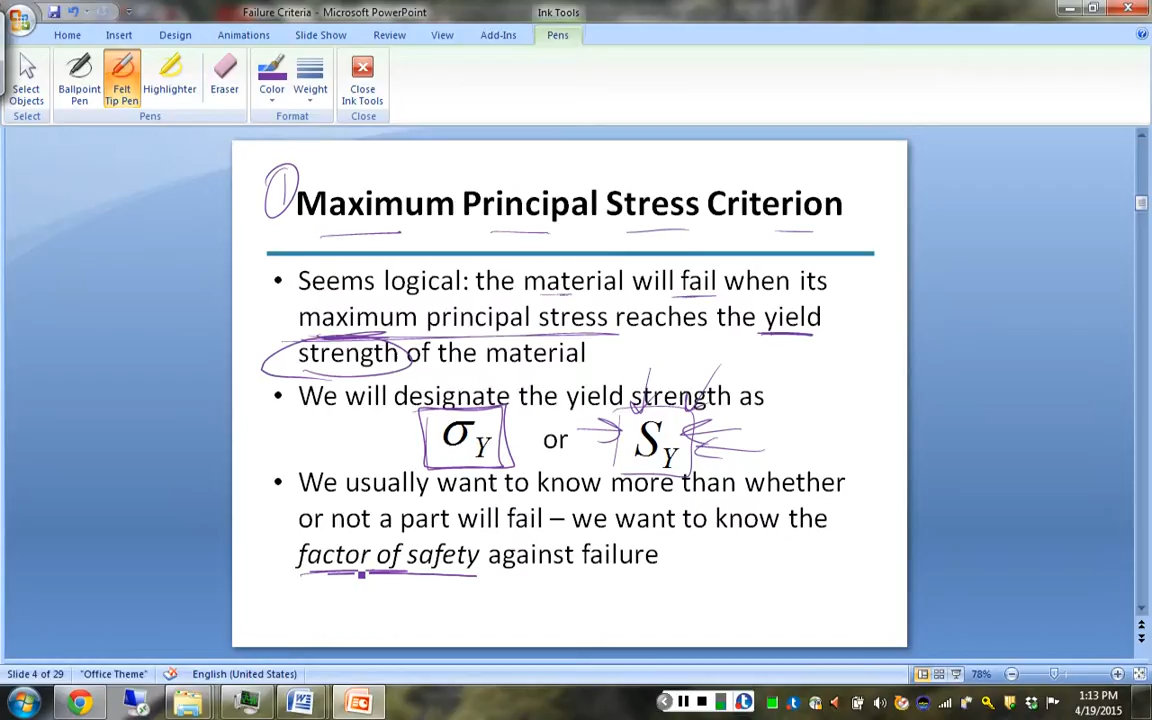 Failure Criteria - Microsoft PowerPoint
Ink Tools
Home Insert Design Animations Slide Show Review View Add-Ins Pens
Select Objects
Ballpoint Pen
Felt Tip Pen
Highlighter
Eraser
Color
Weight
Close Ink Tools
Select Pens Format Close
1 Maximum Principal Stress Criterion
• Seems logical: the material will fail when its
maximum principal stress reaches the yield
strength of the material
• We will designate the yield strength as
σ_Y or S_Y
• We usually want to know more than whether
or not a part will fail – we want to know the
factor of safety against failure
Slide 4 of 29 "Office Theme" English (United States) 78%
1:13 PM
4/19/2015